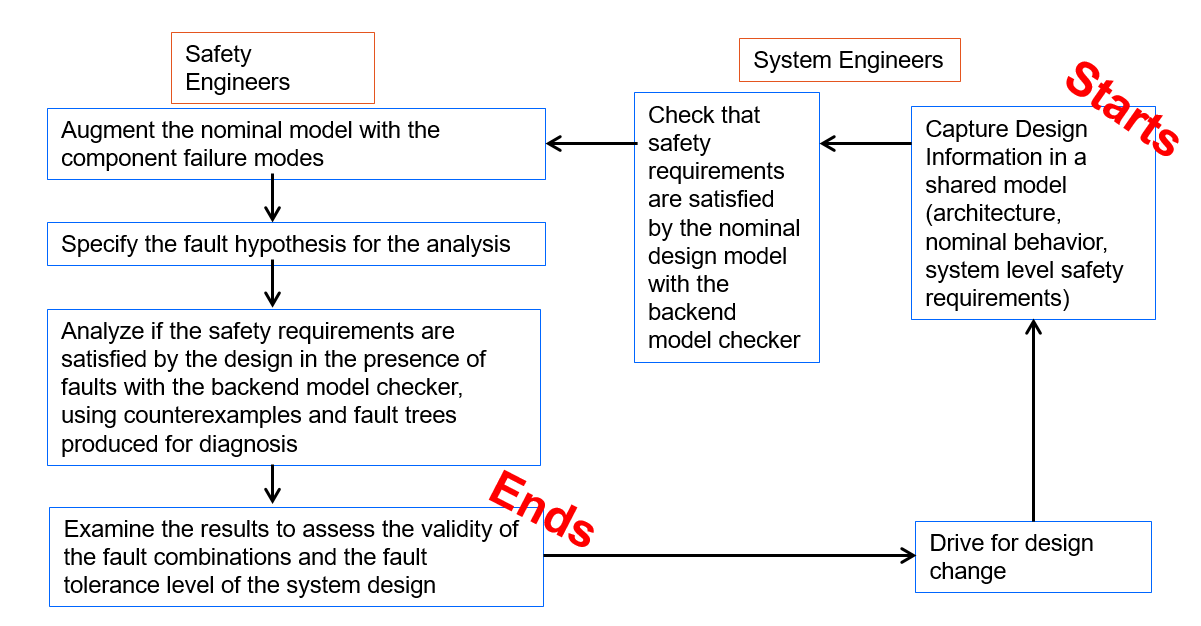 Safety
Engineers
System Engineers
Starts
Augment the nominal model with the
component failure modes
Check that
safety
requirements
are satisfied
by the nominal
design model
with the
backend
model checker
Capture Design
Information in a
shared model
(architecture,
nominal behavior,
system level safety
requirements)
Specify the fault hypothesis for the analysis
Analyze if the safety requirements are
satisfied by the design in the presence of
faults with the backend model checker,
using counterexamples and fault trees
produced for diagnosis
Ends
Examine the results to assess the validity of
the fault combinations and the fault
tolerance level of the system design
Drive for design
change